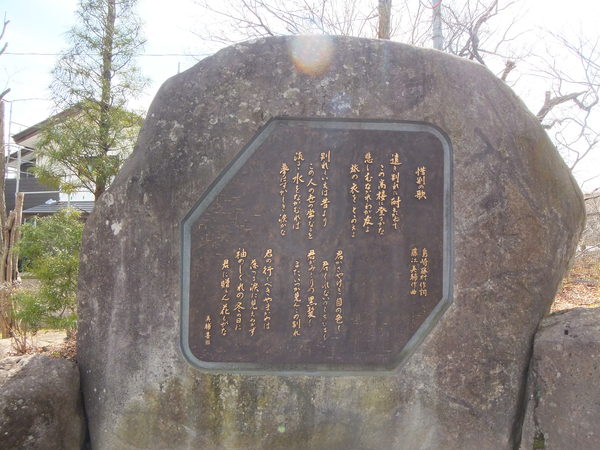 惜別の歌
島崎藤村作詞
藤江英輔作曲
遠き別れに耐えかねて
この高楼に登るかな
悲しむなかれわが友よ
旅の衣をととのえよ
別れといえば昔より
この人の世の常なるを
流るゝ水をながむれば
夢はずかしき涙かな
君がさやけき目の色も
君くれないのくちびるも
君がみどりの黒髪も
またいつか見んこの別れ
君の行くべきやまかわは
落つる涙に見えわかず
袖のしぐれの冬の日に
君に贈らん花もがな
英輔書